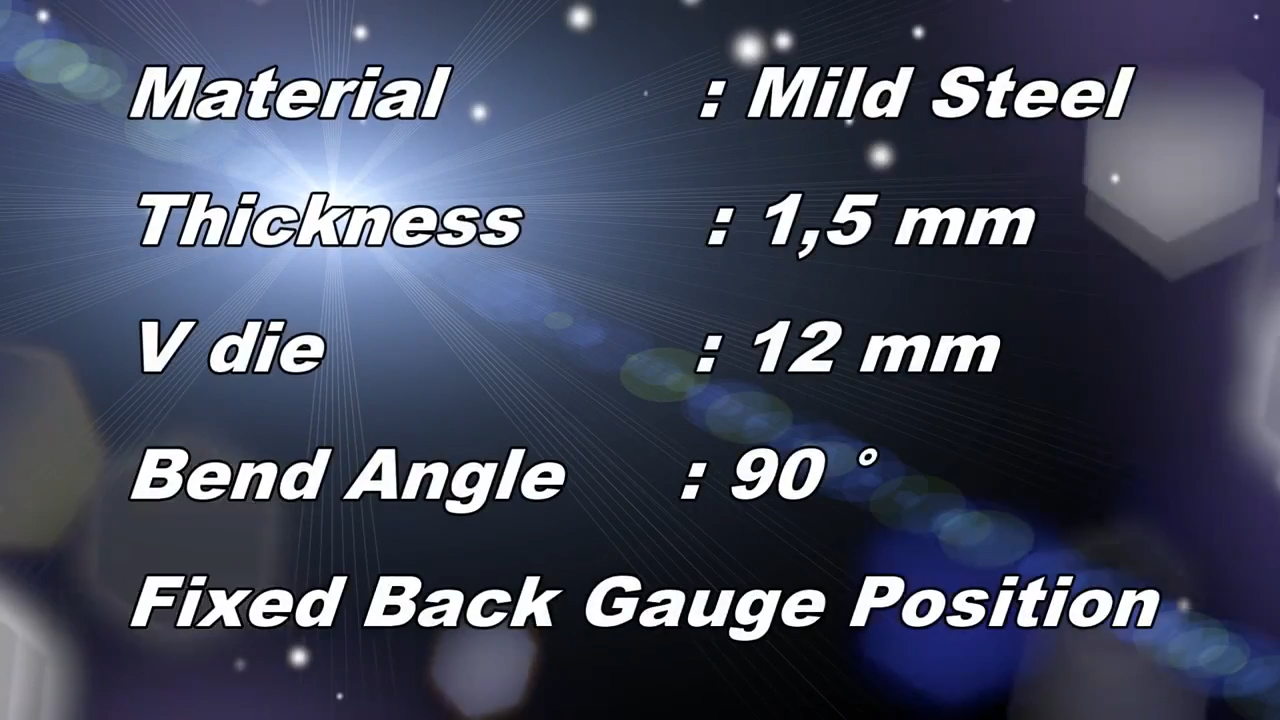 Material : Mild Steel
Thickness : 1,5 mm
V die : 12 mm
Bend Angle : 90 °
Fixed Back Gauge Position